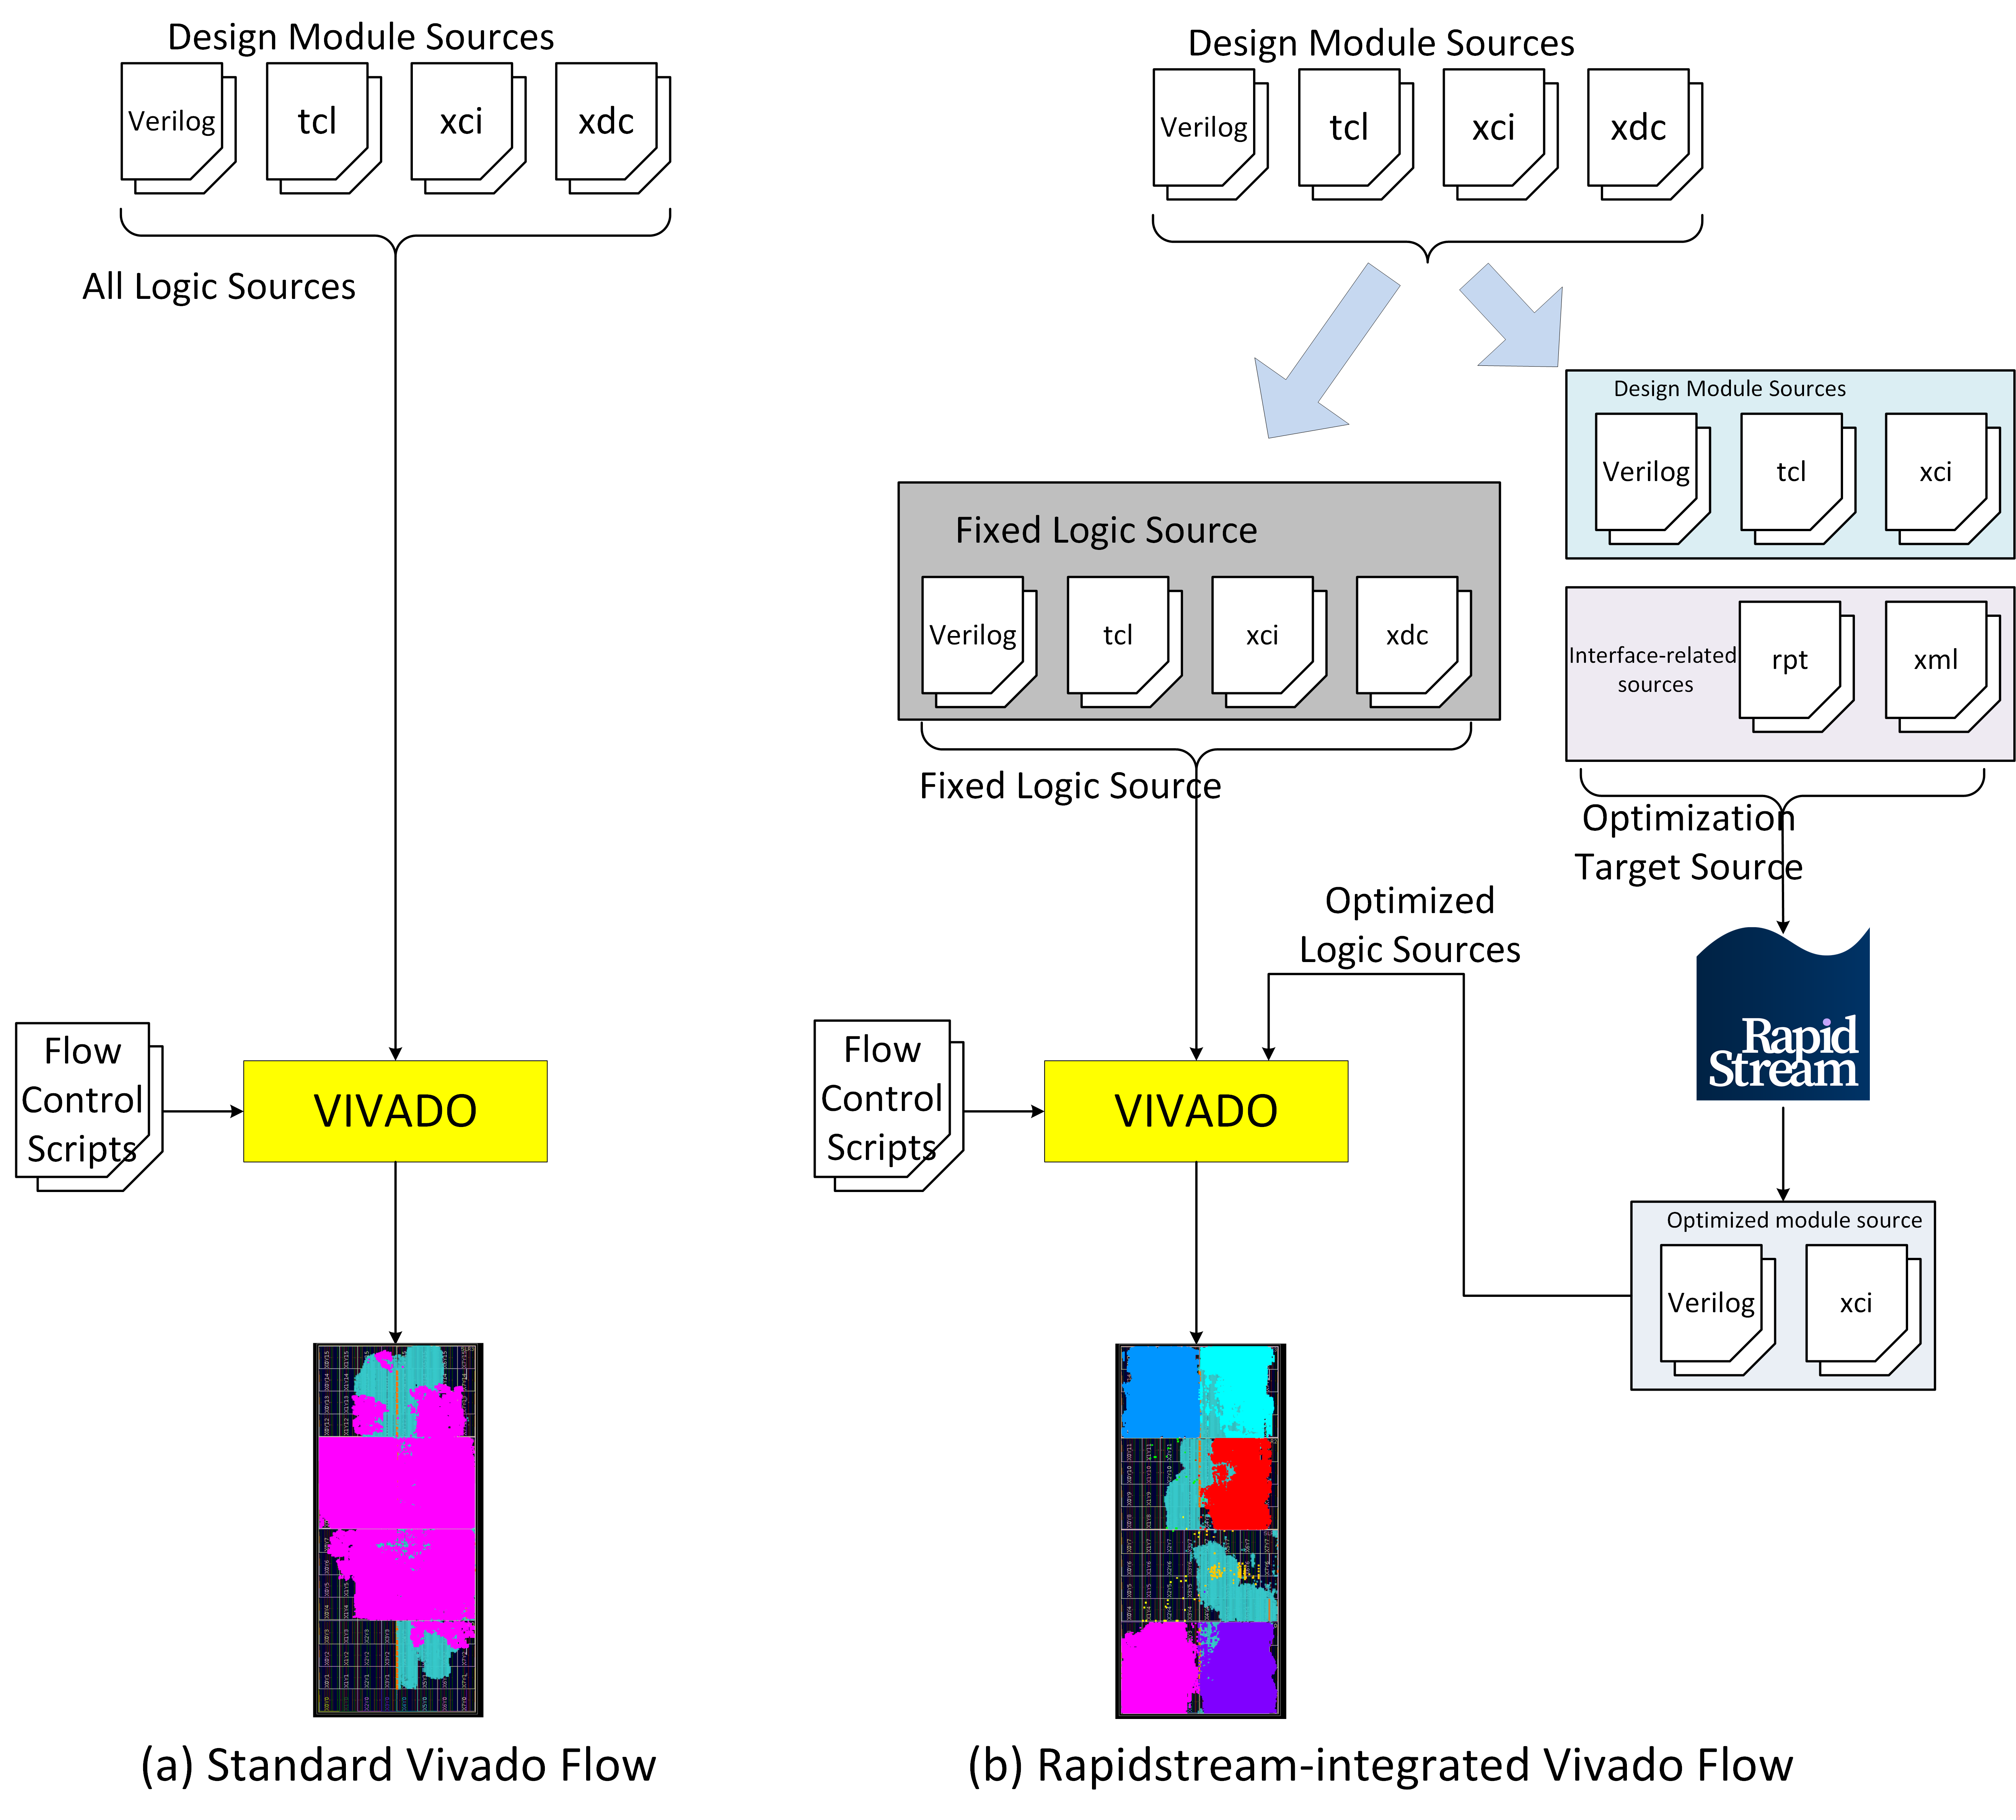 Design Module Sources
Verilog
tcl
xci
xdc
All Logic Sources
Flow
Control
Scripts
VIVADO
(a) Standard Vivado Flow
Design Module Sources
Verilog
tcl
xci
xdc
Design Module Sources
Verilog
tcl
xci
Fixed Logic Source
Verilog
tcl
xci
xdc
Interface-related
sources
rpt
xml
Fixed Logic Source
Optimization
Target Source
Optimized
Logic Sources
Rapid
Stream
Flow
Control
Scripts
VIVADO
Optimized module source
Verilog
xci
(b) Rapidstream-integrated Vivado Flow